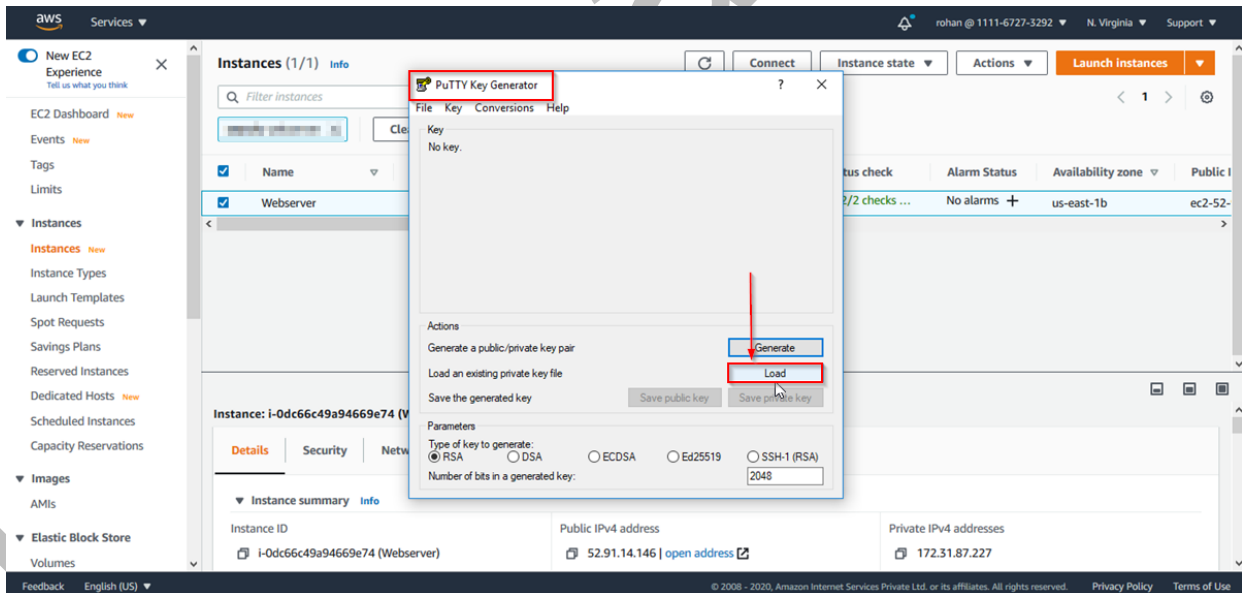 aws Services ▼ rohan @ 1111-6727-3292 ▼ N. Virginia ▼ Support ▼
New EC2
Experience
Tell us what you think
EC2 Dashboard New
Events New
Tags
Limits
▼ Instances
Instances New
Instance Types
Launch Templates
Spot Requests
Savings Plans
Reserved Instances
Dedicated Hosts New
Scheduled Instances
Capacity Reservations
▼ Images
AMIs
▼ Elastic Block Store
Volumes
Instances (1/1) Info
Connect Instance state ▼ Actions ▼ Launch instances ▼
Filter instances
< 1 >
Cle
Name tus check Alarm Status Availability zone Public I
Webserver 2/2 checks ... No alarms + us-east-1b ec2-52-
PuTTY Key Generator ? X
File Key Conversions Help
Key
No key.
Actions
Generate a public/private key pair Generate
Load an existing private key file Load
Save the generated key Save public key Save private key
Parameters
Type of key to generate:
RSA DSA ECDSA Ed25519 SSH-1 (RSA)
Number of bits in a generated key: 2048
Instance: i-0dc66c49a94669e74 (W
Details Security Netw
▼ Instance summary Info
Instance ID Public IPv4 address Private IPv4 addresses
i-0dc66c49a94669e74 (Webserver) 52.91.14.146 | open address 172.31.87.227
Feedback English (US) ▼ © 2008 - 2020, Amazon Internet Services Private Ltd. or its affiliates. All rights reserved. Privacy Policy Terms of Use